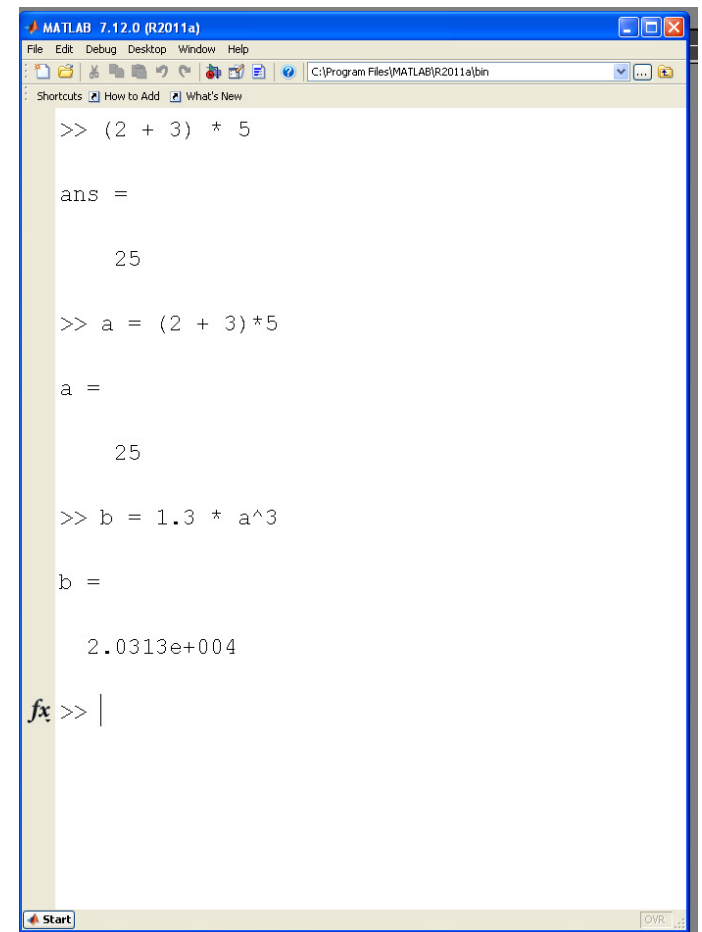 MATLAB 7.12.0 (R2011a)
File Edit Debug Desktop Window Help
C:\Program Files\MATLAB\R2011a\bin
Shortcuts How to Add What's New
>> (2 + 3) * 5
ans =
25
>> a = (2 + 3)*5
a =
25
>> b = 1.3 * a^3
b =
2.0313e+004
fx >>
Start
OVR